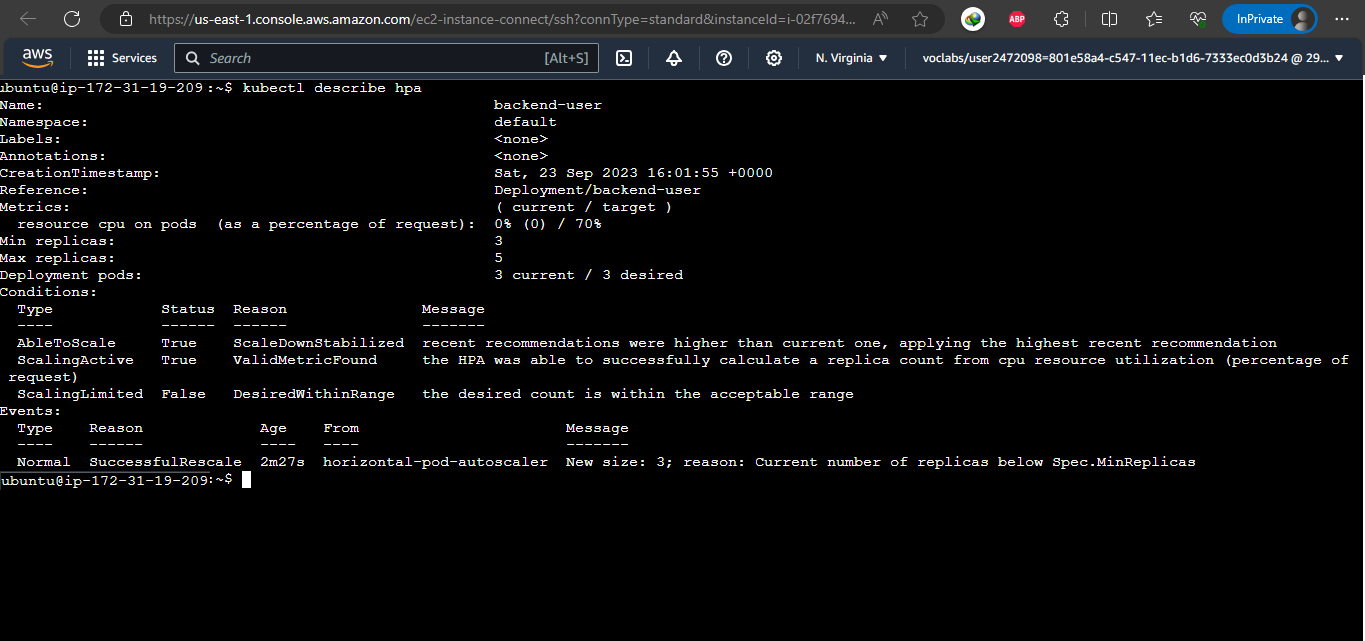 https://us-east-1.console.aws.amazon.com/ec2-instance-connect/ssh?connType=standard&instanceId=i-02f7694... A ABP InPrivate
aws Services Search [Alt+S] N. Virginia voclabs/user2472098=801e58a4-c547-11ec-b1d6-7333ec0d3b24 @ 29...
ubuntu@ip-172-31-19-209:~$ kubectl describe hpa
Name: backend-user
Namespace: default
Labels: <none>
Annotations: <none>
CreationTimestamp: Sat, 23 Sep 2023 16:01:55 +0000
Reference: Deployment/backend-user
Metrics: ( current / target )
  resource cpu on pods  (as a percentage of request): 0% (0) / 70%
Min replicas: 3
Max replicas: 5
Deployment pods: 3 current / 3 desired
Conditions:
  Type            Status  Reason               Message
  ----            ------  ------               -------
  AbleToScale     True    ScaleDownStabilized  recent recommendations were higher than current one, applying the highest recent recommendation
  ScalingActive   True    ValidMetricFound     the HPA was able to successfully calculate a replica count from cpu resource utilization (percentage of
 request)
  ScalingLimited  False   DesiredWithinRange   the desired count is within the acceptable range
Events:
  Type    Reason             Age    From                       Message
  ----    ------             ----   ----                       -------
  Normal  SuccessfulRescale  2m27s  horizontal-pod-autoscaler  New size: 3; reason: Current number of replicas below Spec.MinReplicas
ubuntu@ip-172-31-19-209:~$